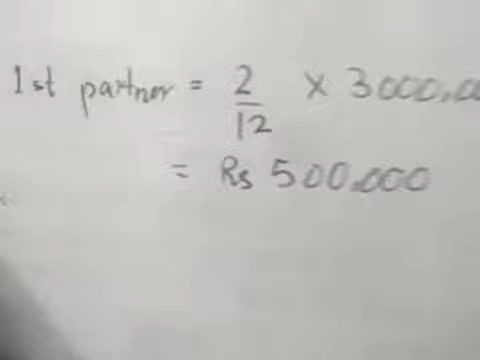 1st partner = 2/12 × 3000,00
= Rs 500,000